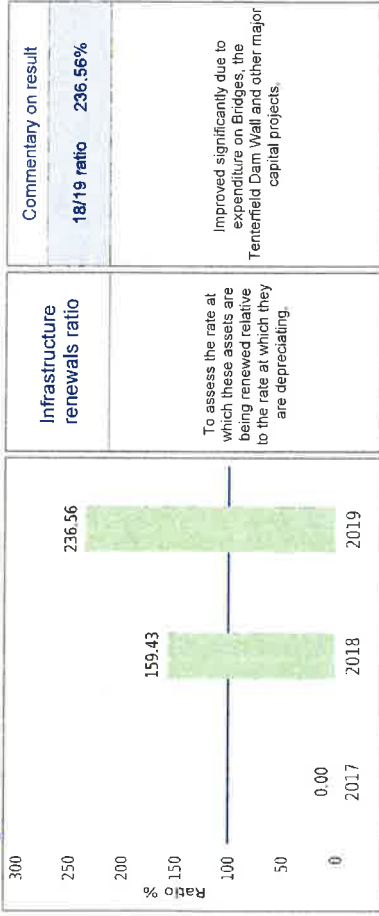 300
250
200
150
100
50
0
Ratio %
0.00
159.43
236.56
2017
2018
2019
Infrastructure
renewals ratio
To assess the rate at
which these assets are
being renewed relative
to the rate at which they
are depreciating.
Commentary on result
18/19 ratio 236.56%
Improved significantly due to
expenditure on Bridges, the
Tenterfield Dam Wall and other major
capital projects.